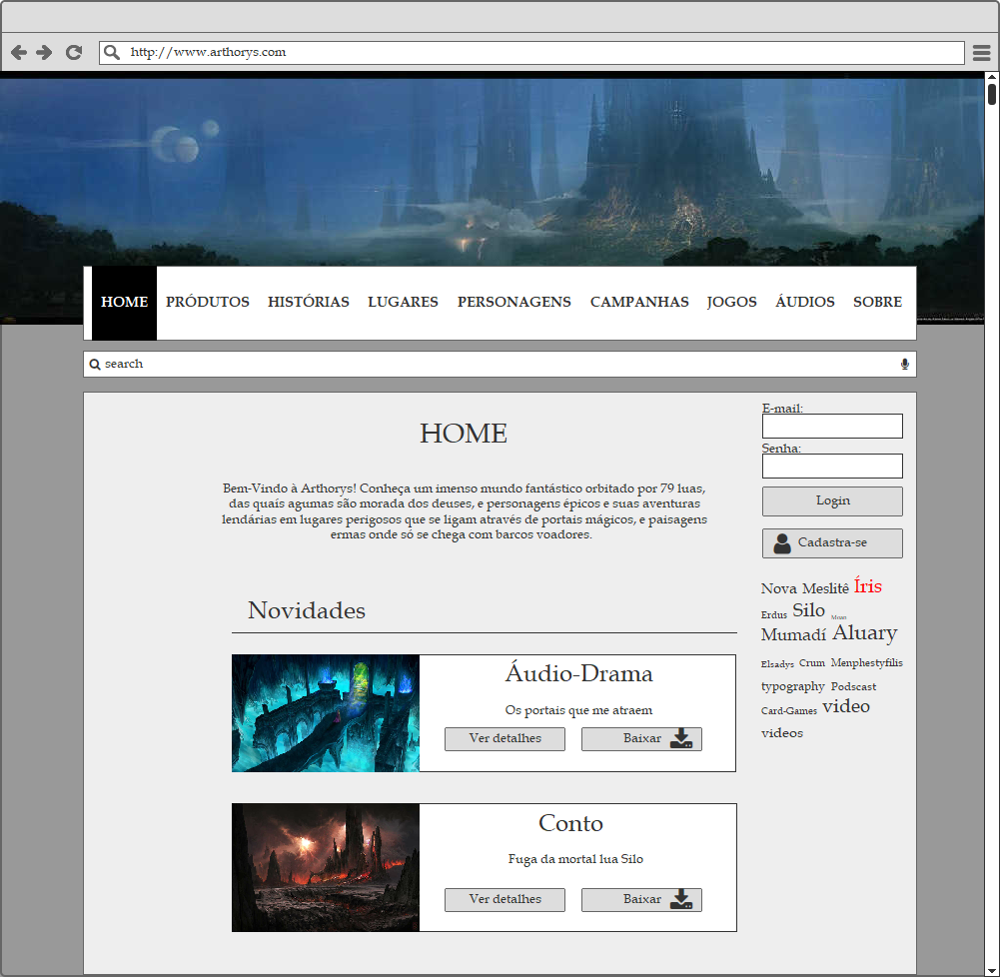 http://www.arthorys.com
HOME PRÓDUTOS HISTÓRIAS LUGARES PERSONAGENS CAMPANHAS JOGOS ÁUDIOS SOBRE
search
HOME
Bem-Vindo à Arthorys! Conheça um imenso mundo fantástico orbitado por 79 luas,
das quaís agumas são morada dos deuses, e personagens épicos e suas aventuras
lendárias em lugares perigosos que se ligam através de portais mágicos, e paisagens
ermas onde só se chega com barcos voadores.
Novidades
Áudio-Drama
Os portais que me atraem
Ver detalhes Baixar
Conto
Fuga da mortal lua Silo
Ver detalhes Baixar
E-mail:
Senha:
Login
Cadastra-se
Nova Meslitê Íris
Erdus Silo
Mumadí Aluary
Elsadys Crum Menphestyfilis
typography Podscast
Card-Games video
videos